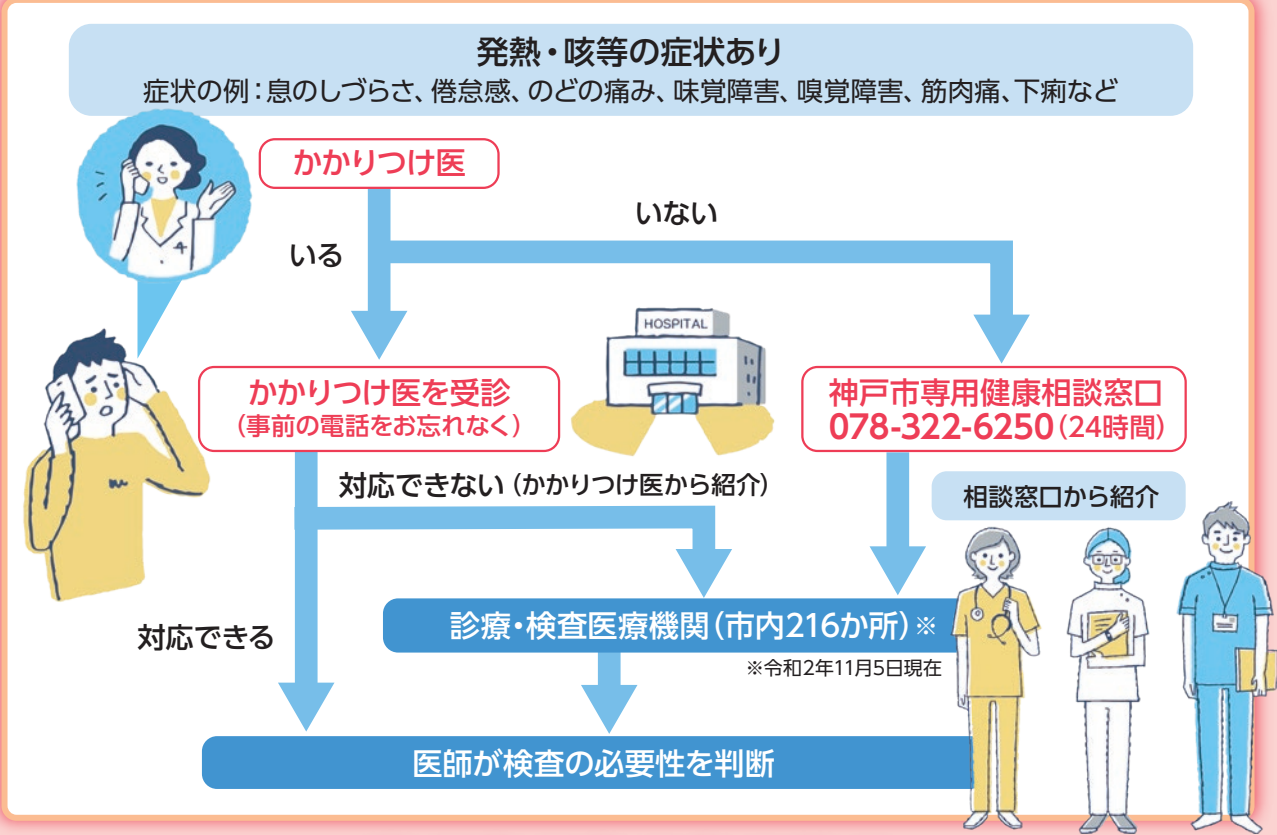 発熱・咳等の症状あり
症状の例：息のしづらさ、倦怠感、のどの痛み、味覚障害、嗅覚障害、筋肉痛、下痢など
かかりつけ医
いない
いる
HOSPITAL
かかりつけ医を受診
（事前の電話をお忘れなく）
神戸市専用健康相談窓口
078-322-6250（24時間）
対応できない（かかりつけ医から紹介）
相談窓口から紹介
診療・検査医療機関（市内216か所）※
対応できる
※令和2年11月5日現在
医師が検査の必要性を判断